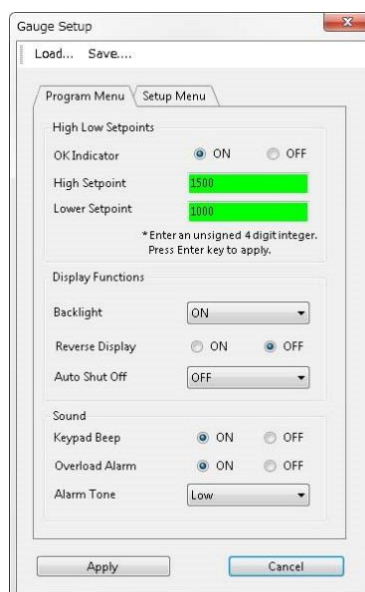 Gauge Setup
Load... Save....
Program Menu Setup Menu
High Low Setpoints
OK Indicator ON OFF
High Setpoint 1500
Lower Setpoint 1000
*Enter an unsigned 4 digit integer.
Press Enter key to apply.
Display Functions
Backlight ON
Reverse Display ON OFF
Auto Shut Off OFF
Sound
Keypad Beep ON OFF
Overload Alarm ON OFF
Alarm Tone Low
Apply Cancel